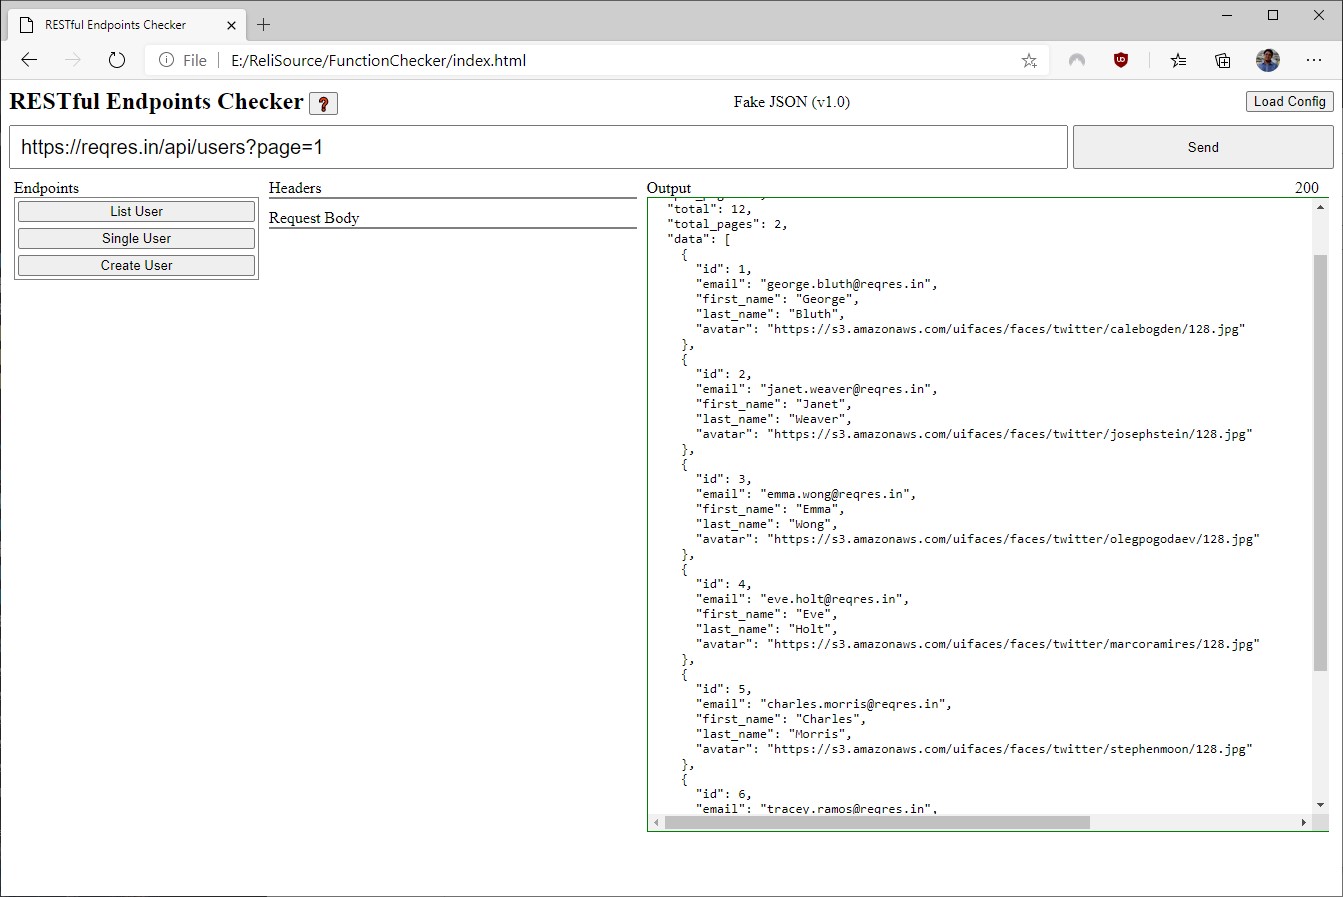 RESTful Endpoints Checker
File
E:/ReliSource/FunctionChecker/index.html
RESTful Endpoints Checker ?
Fake JSON (v1.0)
Load Config
https://reqres.in/api/users?page=1
Send
Endpoints
List User
Single User
Create User
Headers
Request Body
Output
200
"total": 12,
"total_pages": 2,
"data": [
{
"id": 1,
"email": "george.bluth@reqres.in",
"first_name": "George",
"last_name": "Bluth",
"avatar": "https://s3.amazonaws.com/uifaces/faces/twitter/calebogden/128.jpg"
},
{
"id": 2,
"email": "janet.weaver@reqres.in",
"first_name": "Janet",
"last_name": "Weaver",
"avatar": "https://s3.amazonaws.com/uifaces/faces/twitter/josephstein/128.jpg"
},
{
"id": 3,
"email": "emma.wong@reqres.in",
"first_name": "Emma",
"last_name": "Wong",
"avatar": "https://s3.amazonaws.com/uifaces/faces/twitter/olegpogodaev/128.jpg"
},
{
"id": 4,
"email": "eve.holt@reqres.in",
"first_name": "Eve",
"last_name": "Holt",
"avatar": "https://s3.amazonaws.com/uifaces/faces/twitter/marcoramires/128.jpg"
},
{
"id": 5,
"email": "charles.morris@reqres.in",
"first_name": "Charles",
"last_name": "Morris",
"avatar": "https://s3.amazonaws.com/uifaces/faces/twitter/stephenmoon/128.jpg"
},
{
"id": 6,
"email": "tracey.ramos@reqres.in",